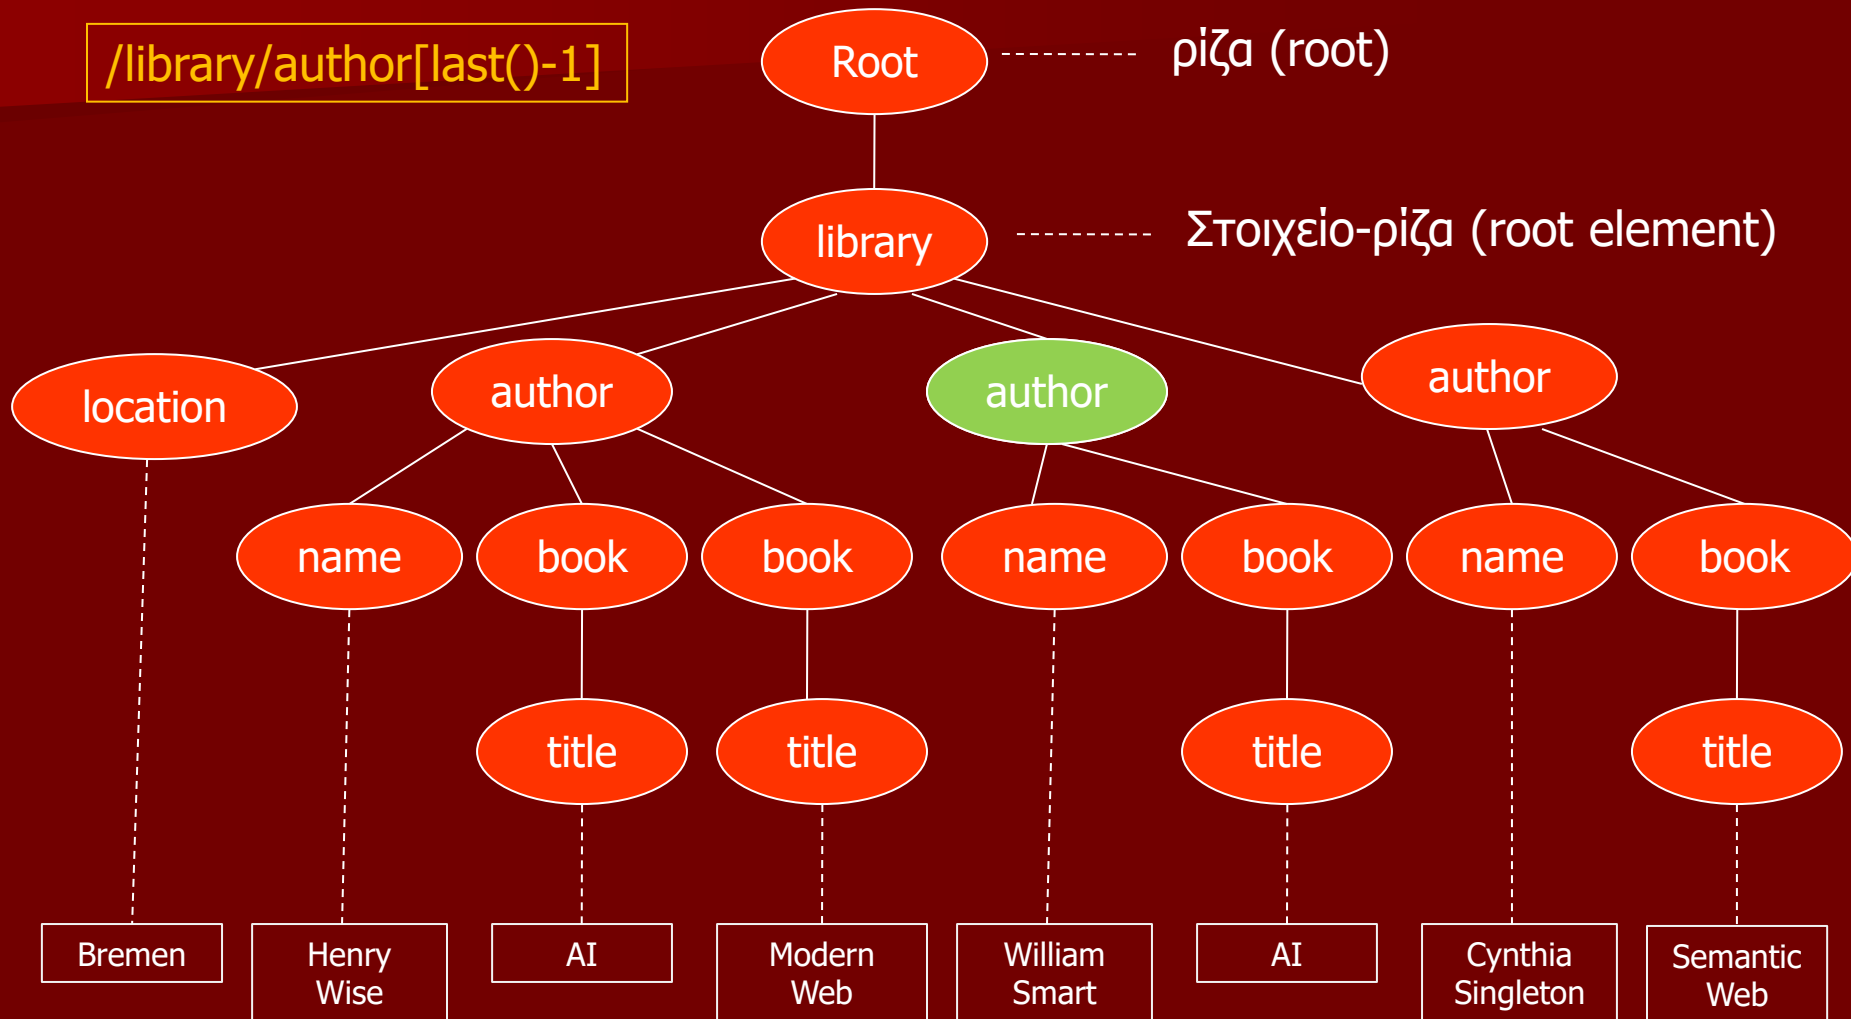 /library/author[last()-1]
Root
ρίζα (root)
library
Στοιχείο-ρίζα (root element)
location
author
author
author
name
book
book
name
book
name
book
title
title
title
title
Bremen
Henry
Wise
AI
Modern
Web
William
Smart
AI
Cynthia
Singleton
Semantic
Web